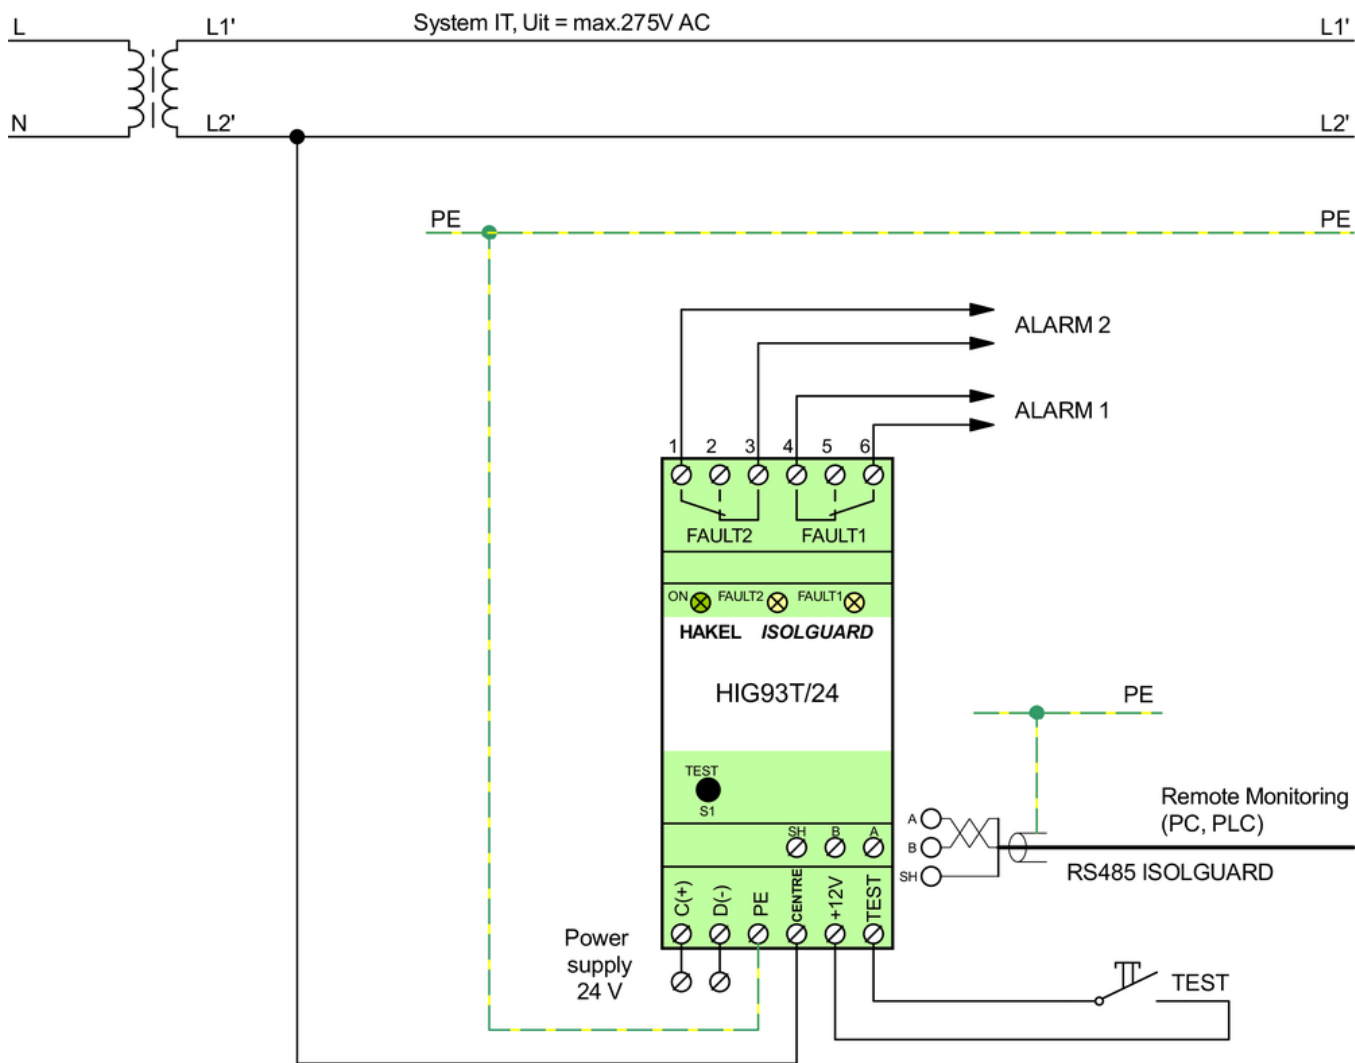 L L1' System IT, Uit = max.275V AC L1'
N L2' L2'
PE PE
ALARM 2
ALARM 1
1 2 3 4 5 6
FAULT2 FAULT1
ON FAULT2 FAULT1
HAKEL ISOLGUARD
HIG93T/24
PE
TEST
S1
Remote Monitoring
(PC, PLC)
RS485 ISOLGUARD
A
B
SH
SH B A
C(+) D(-) PE CENTRE +12V TEST
Power
supply
24 V
TEST